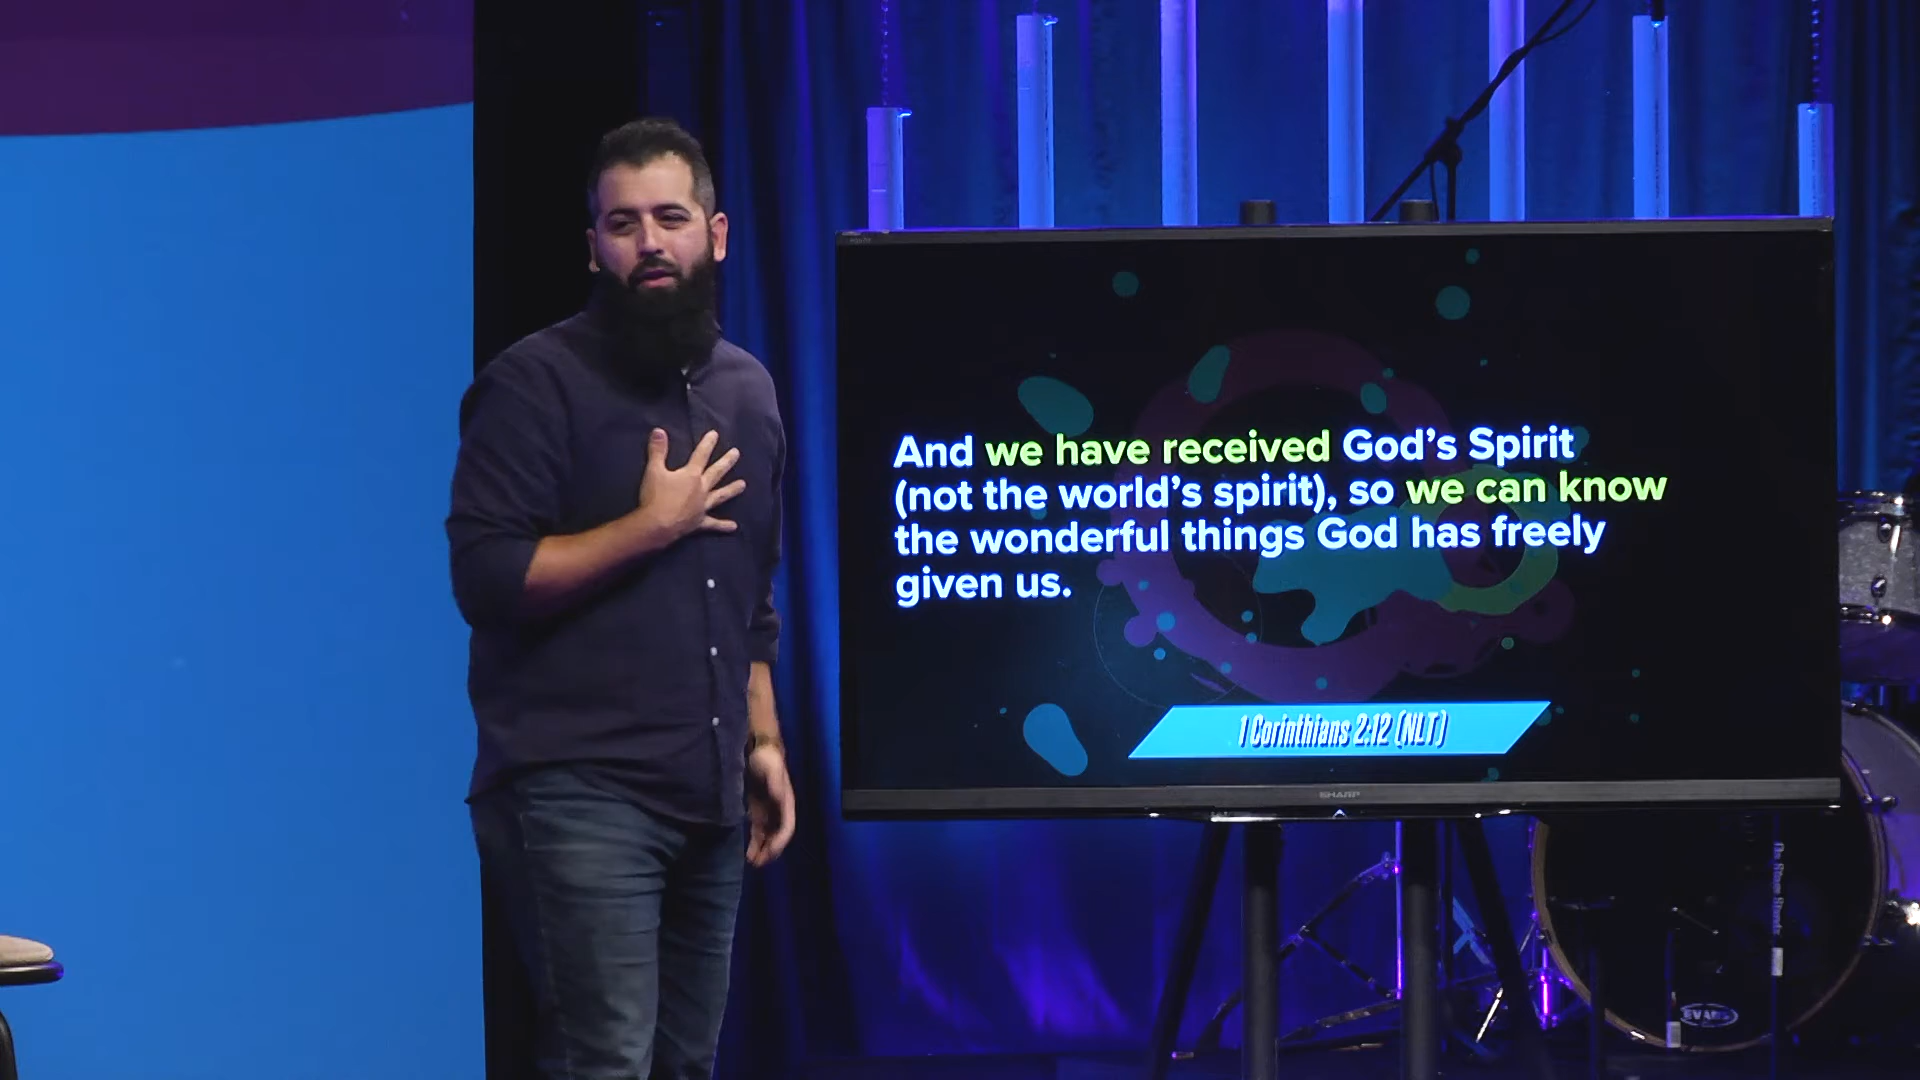 And we have received God's Spirit
(not the world's spirit), so we can know
the wonderful things God has freely
given us.
1 Corinthians 2:12 (NLT)
SHARP
EVANS